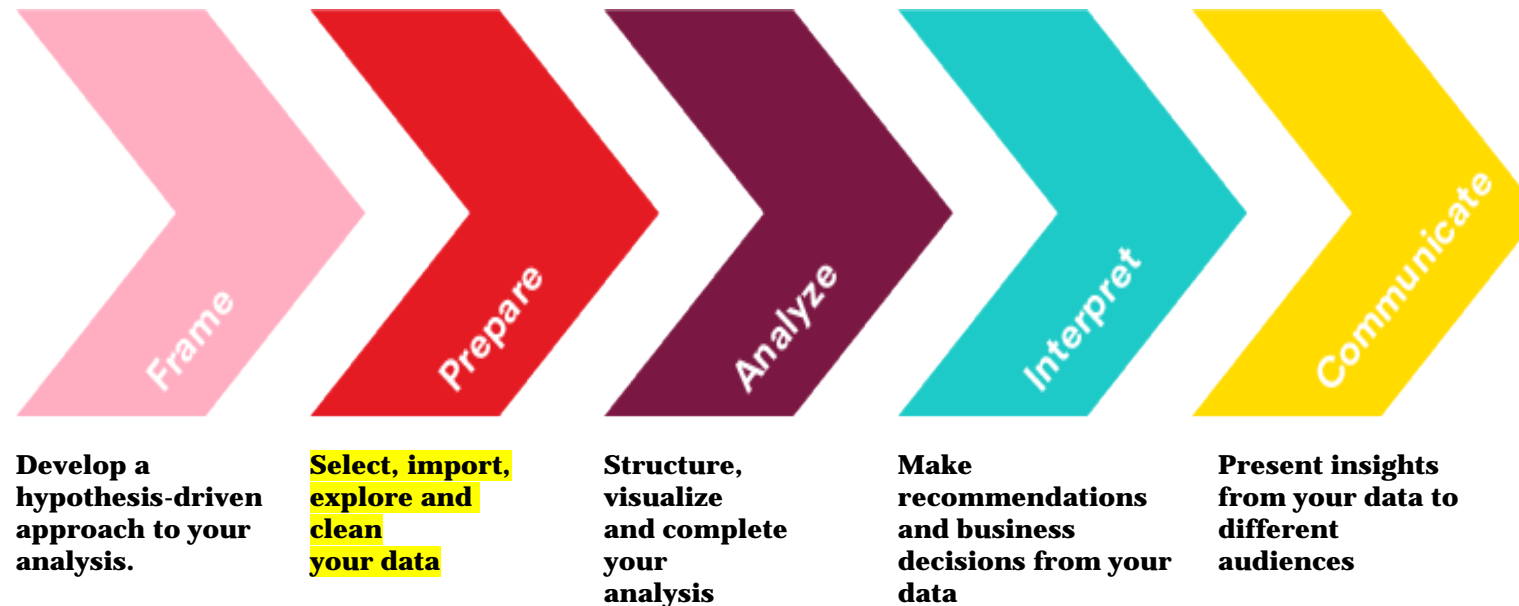 Frame
Prepare
Analyze
Interpret
Communicate
Develop a
hypothesis-driven
approach to your
analysis.
Select, import,
explore and
clean
your data
Structure,
visualize
and complete
your
analysis
Make
recommendations
and business
decisions from your
data
Present insights
from your data to
different
audiences